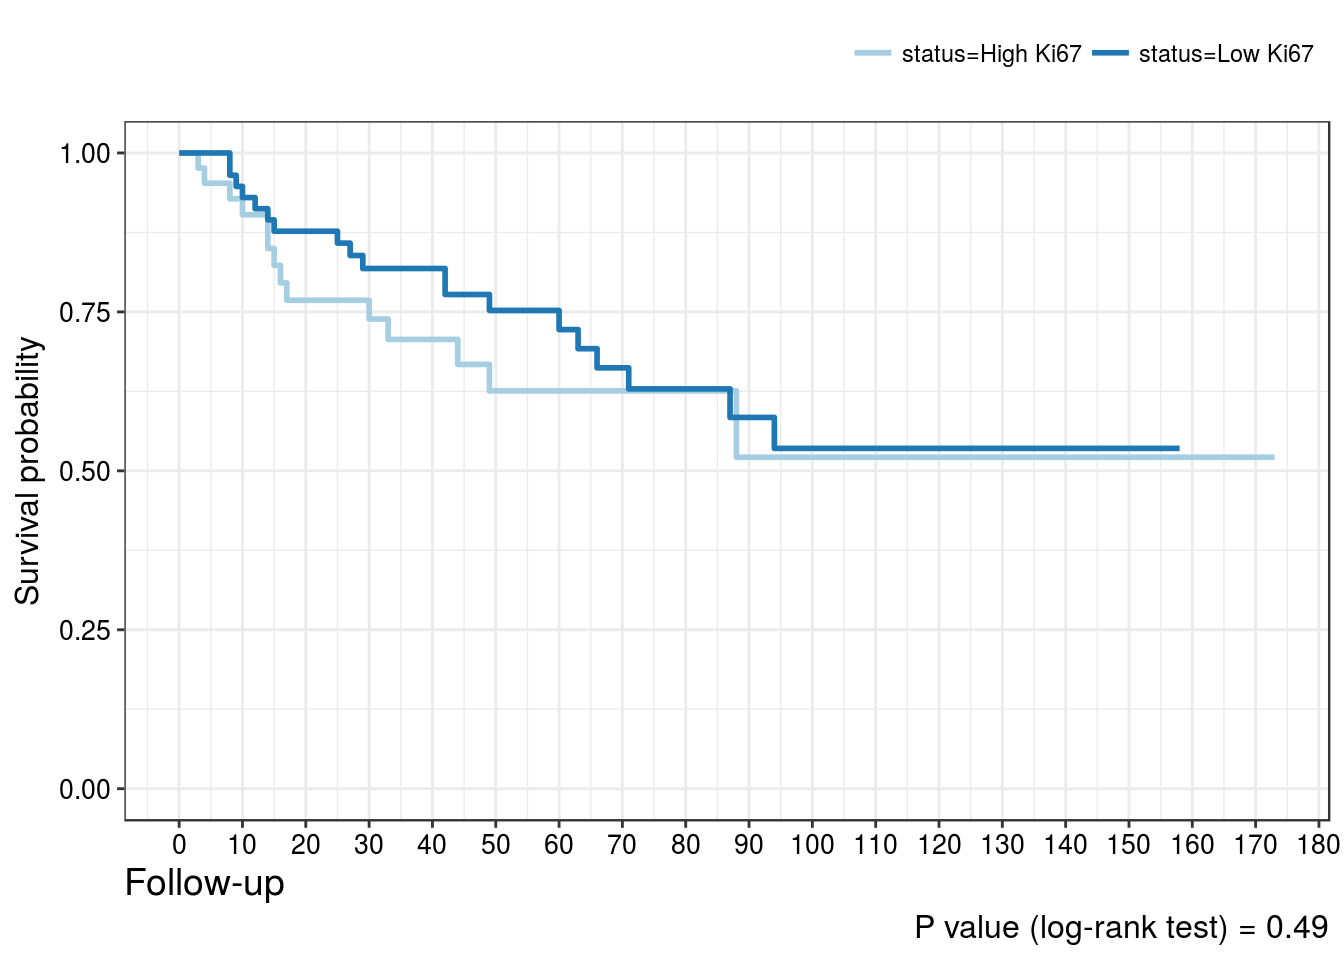 status=High Ki67 status=Low Ki67
1.00
0.75
0.50
0.25
0.00
Survival probability
0 10 20 30 40 50 60 70 80 90 100 110 120 130 140 150 160 170 180
Follow-up
P value (log-rank test) = 0.49